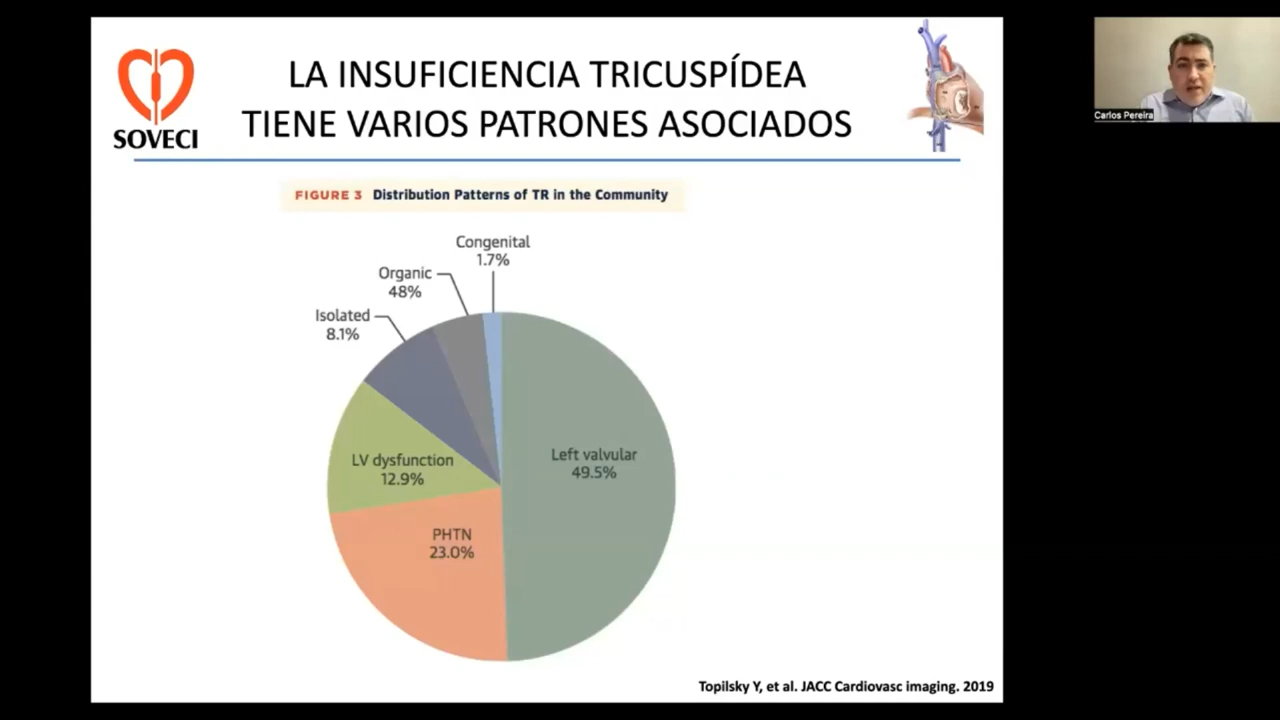 LA INSUFICIENCIA TRICUSPÍDEA
TIENE VARIOS PATRONES ASOCIADOS
SOVECI
Carlos Pereira
FIGURE 3 Distribution Patterns of TR in the Community
Congenital
1.7%
Organic
48%
Isolated
8.1%
Left valvular
49.5%
LV dysfunction
12.9%
PHTN
23.0%
Topilsky Y, et al. JACC Cardiovasc imaging. 2019